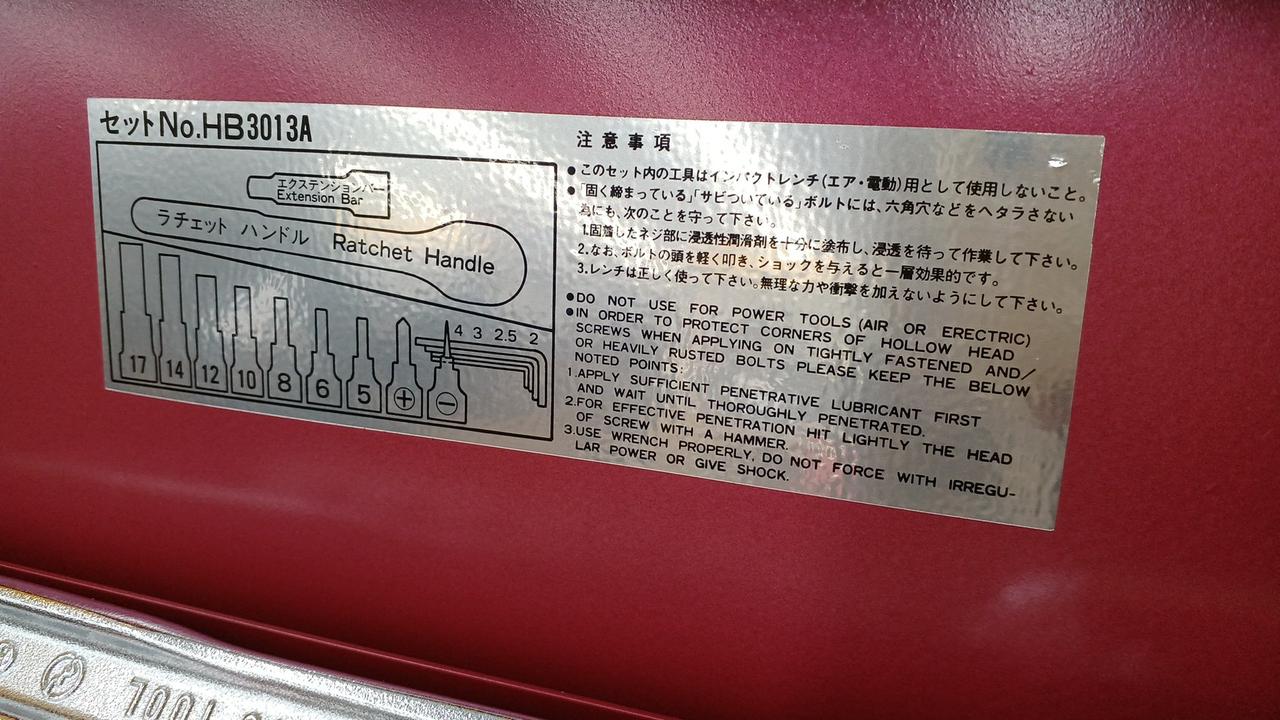 セットNo.HB3013A
エクステンションバー
Extension Bar
ラチェット ハンドル Ratchet Handle
4 3 2.5 2
17 14 12 10 8 6 5 + −
注意事項
●このセット内の工具はインパクトレンチ(エア・電動)用として使用しないこと。
●「固く締まっている」「サビついている」ボルトには、六角穴などをヘタラさない
為にも、次のことを守って下さい。
1.固着したネジ部に浸透性潤滑剤を十分に塗布し、浸透を待って作業して下さい。
2.なお、ボルトの頭を軽く叩き、ショックを与えると一層効果的です。
3.レンチは正しく使って下さい。無理な力や衝撃を加えないようにして下さい。
●DO NOT USE FOR POWER TOOLS (AIR OR ERECTRIC)
●IN ORDER TO PROTECT CORNERS OF HOLLOW HEAD
SCREWS WHEN APPLYING ON TIGHTLY FASTENED AND/
OR HEAVILY RUSTED BOLTS PLEASE KEEP THE BELOW
NOTED POINTS:
1.APPLY SUFFICIENT PENETRATIVE LUBRICANT FIRST
AND WAIT UNTIL THOROUGHLY PENETRATED.
2.FOR EFFECTIVE PENETRATION HIT LIGHTLY THE HEAD
OF SCREW WITH A HAMMER.
3.USE WRENCH PROPERLY, DO NOT FORCE WITH IRREGU-
LAR POWER OR GIVE SHOCK.